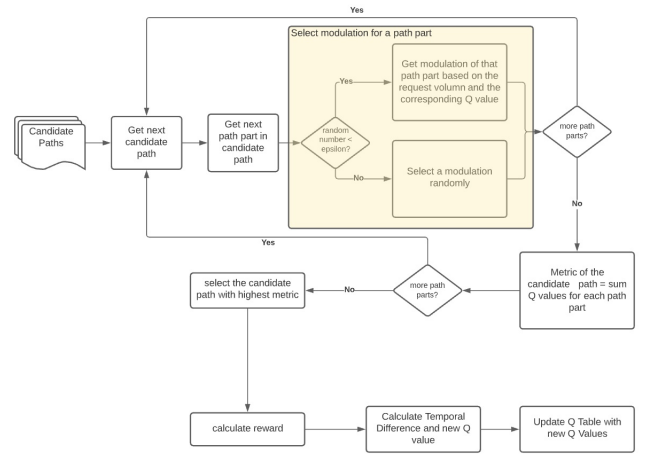 Yes
Select modulation for a path part
Get modulation of that
path part based on the
request volumn and the
corresponding Q value
Yes
Candidate
Paths
Get next
candidate
path
Get next
path part in
candidate
path
random
number <
epsilon?
more path
parts?
No
Select a modulation
randomly
No
Yes
Metric of the
candidate path = sum
Q values for each path
part
more path
parts?
No
select the candidate
path with highest metric
calculate reward
Calculate Temporal
Difference and new Q
value
Update Q Table with
new Q Values